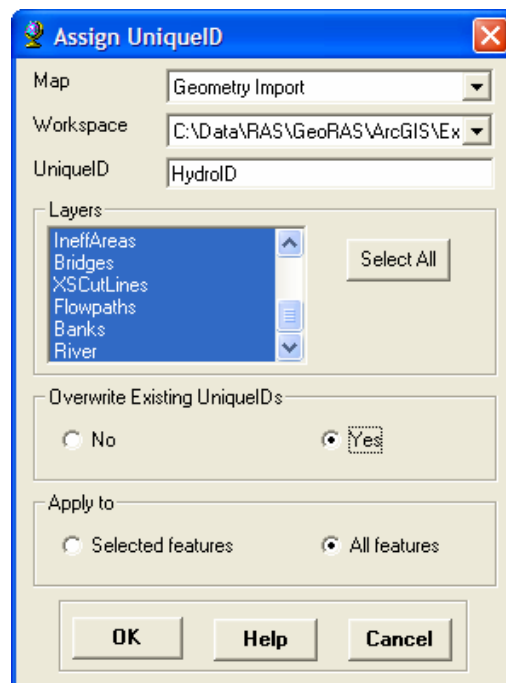 Assign UniqueID
Map Geometry Import
Workspace C:\Data\RAS\GeoRAS\ArcGIS\Ex
UniqueID HydroID
Layers
IneffAreas
Bridges
XSCutLines
Flowpaths
Banks
River
Select All
Overwrite Existing UniqueIDs
No Yes
Apply to
Selected features All features
OK Help Cancel